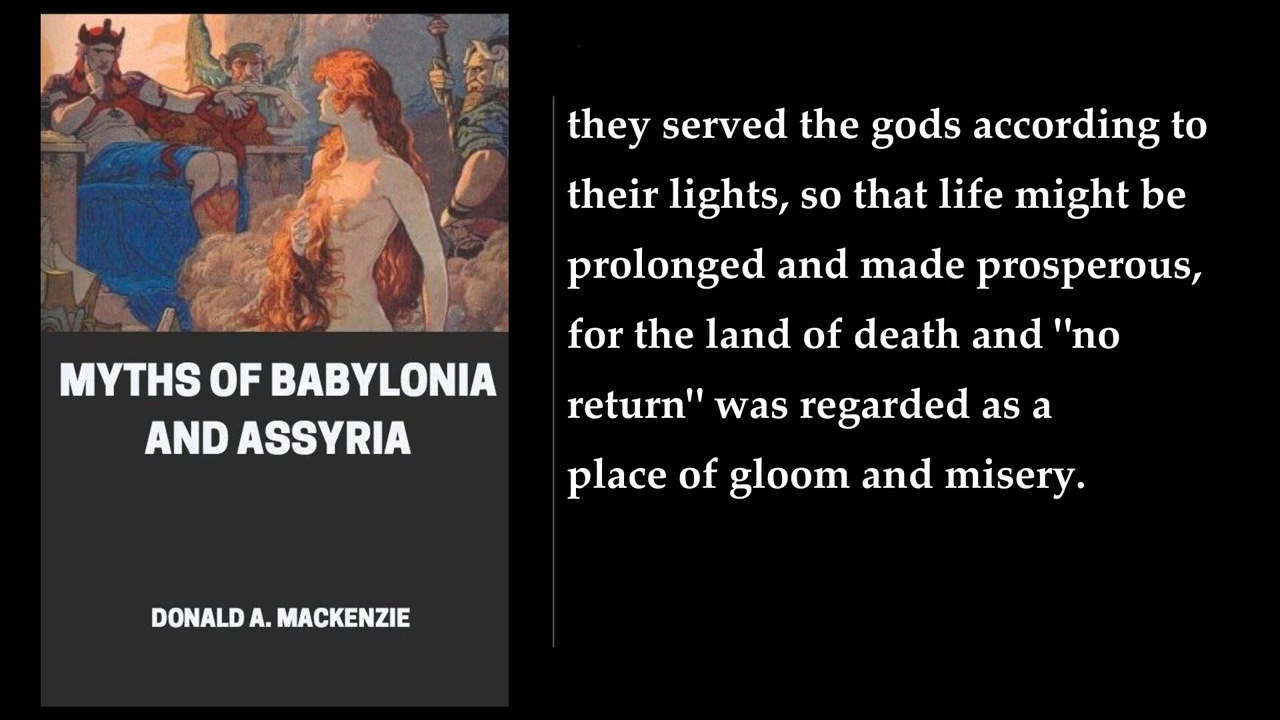 MYTHS OF BABYLONIA
AND ASSYRIA
DONALD A. MACKENZIE
they served the gods according to
their lights, so that life might be
prolonged and made prosperous,
for the land of death and "no
return" was regarded as a
place of gloom and misery.